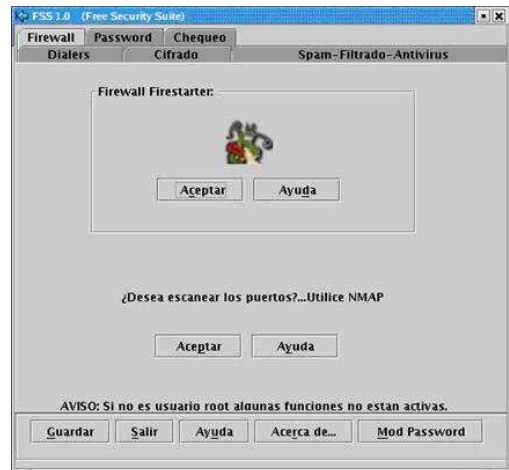 FSS 1.0 (Free Security Suite)
Firewall Password Chequeo
Dialers Cifrado Spam-Filtrado-Antivirus
Firewall Firestarter:
Aceptar Ayuda
¿Desea escanear los puertos?...Utilice NMAP
Aceptar Ayuda
AVISO: Si no es usuario root algunas funciones no estan activas.
Guardar Salir Ayuda Acerca de... Mod Password